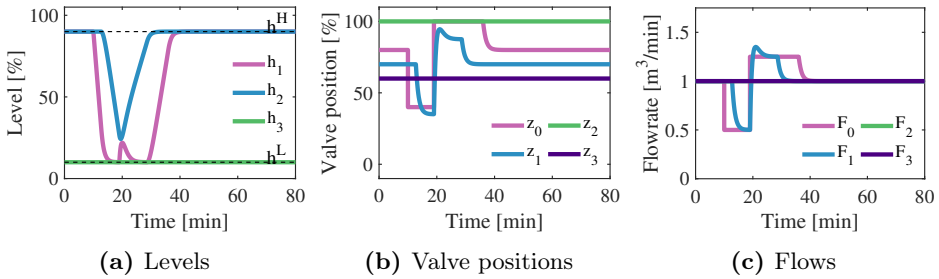 100
50
0
Level [%]
h^H
h_1
h_2
h_3
h^L
0 20 40 60 80
Time [min]
(a) Levels
100
50
0
Valve position [%]
z_0 z_2
z_1 z_3
0 20 40 60 80
Time [min]
(b) Valve positions
1.5
1
0.5
0
Flowrate [m^3/min]
F_0 F_2
F_1 F_3
0 20 40 60 80
Time [min]
(c) Flows